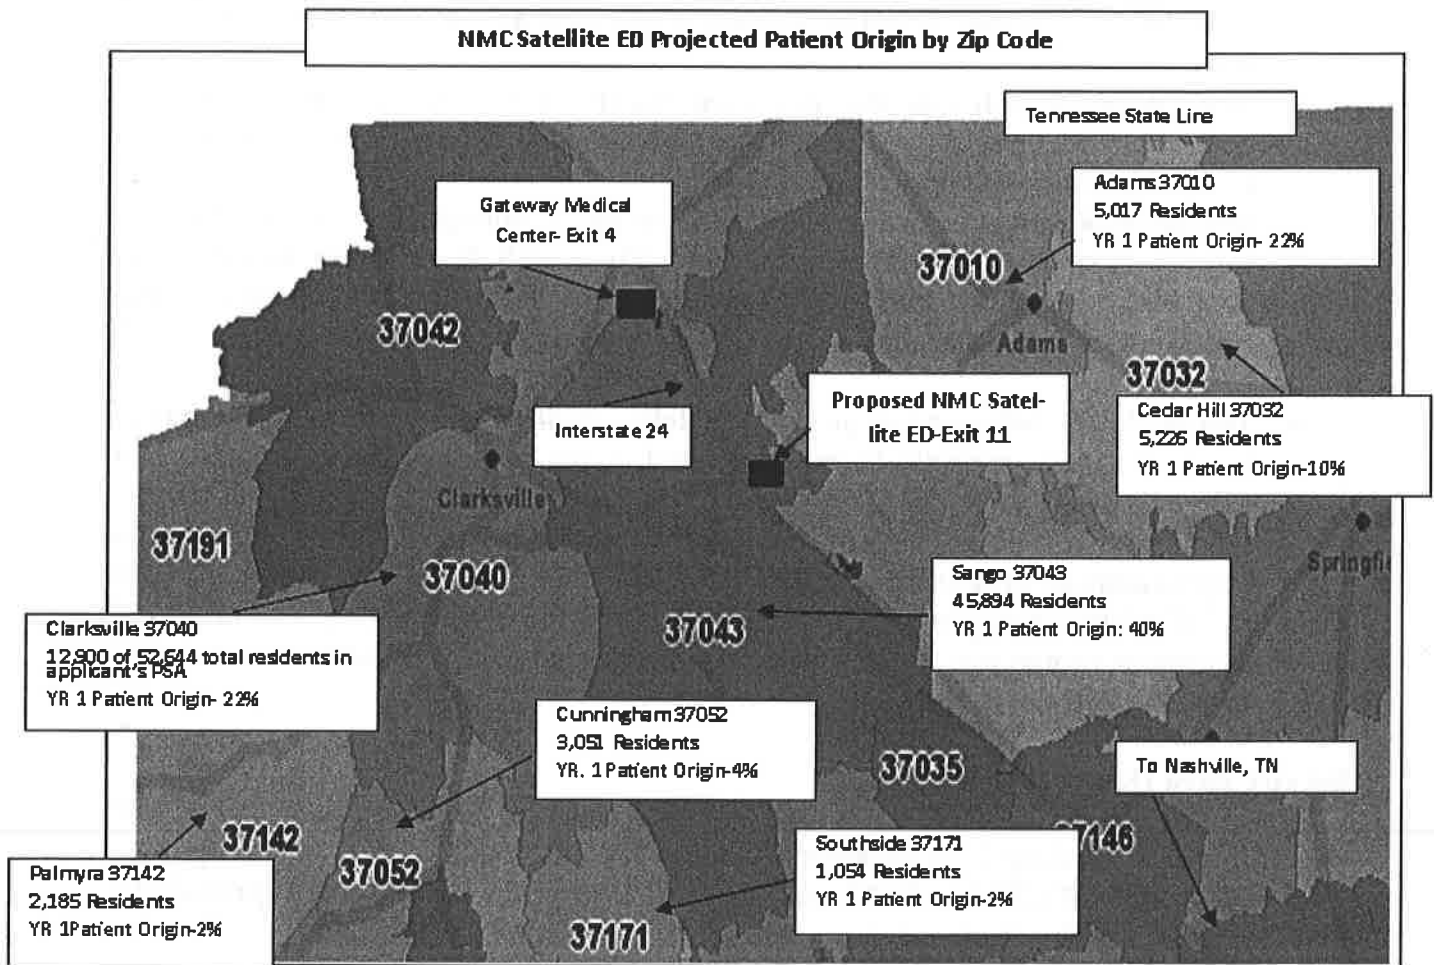 NMC Satellite ED Projected Patient Origin by Zip Code
Tennessee State Line
Adams 37010
5,017 Residents
YR 1 Patient Origin- 22%
Gateway Medical
Center- Exit 4
37010
37042
Adams
37032
Cedar Hill 37032
5,226 Residents
YR 1 Patient Origin-10%
Proposed NMC Satel-
lite ED-Exit 11
Interstate 24
Clarksville
37191
37040
Springfi
Sango 37043
45,894 Residents
YR 1 Patient Origin: 40%
37043
Clarksville 37040
12,900 of 52,644 total residents in
applicant's PSA
YR 1 Patient Origin- 22%
Cunningham 37052
3,051 Residents
YR. 1 Patient Origin-4%
37035
To Nashville, TN
37142
37052
Southside 37171
1,054 Residents
YR 1 Patient Origin-2%
37146
Palmyra 37142
2,185 Residents
YR 1Patient Origin-2%
37171